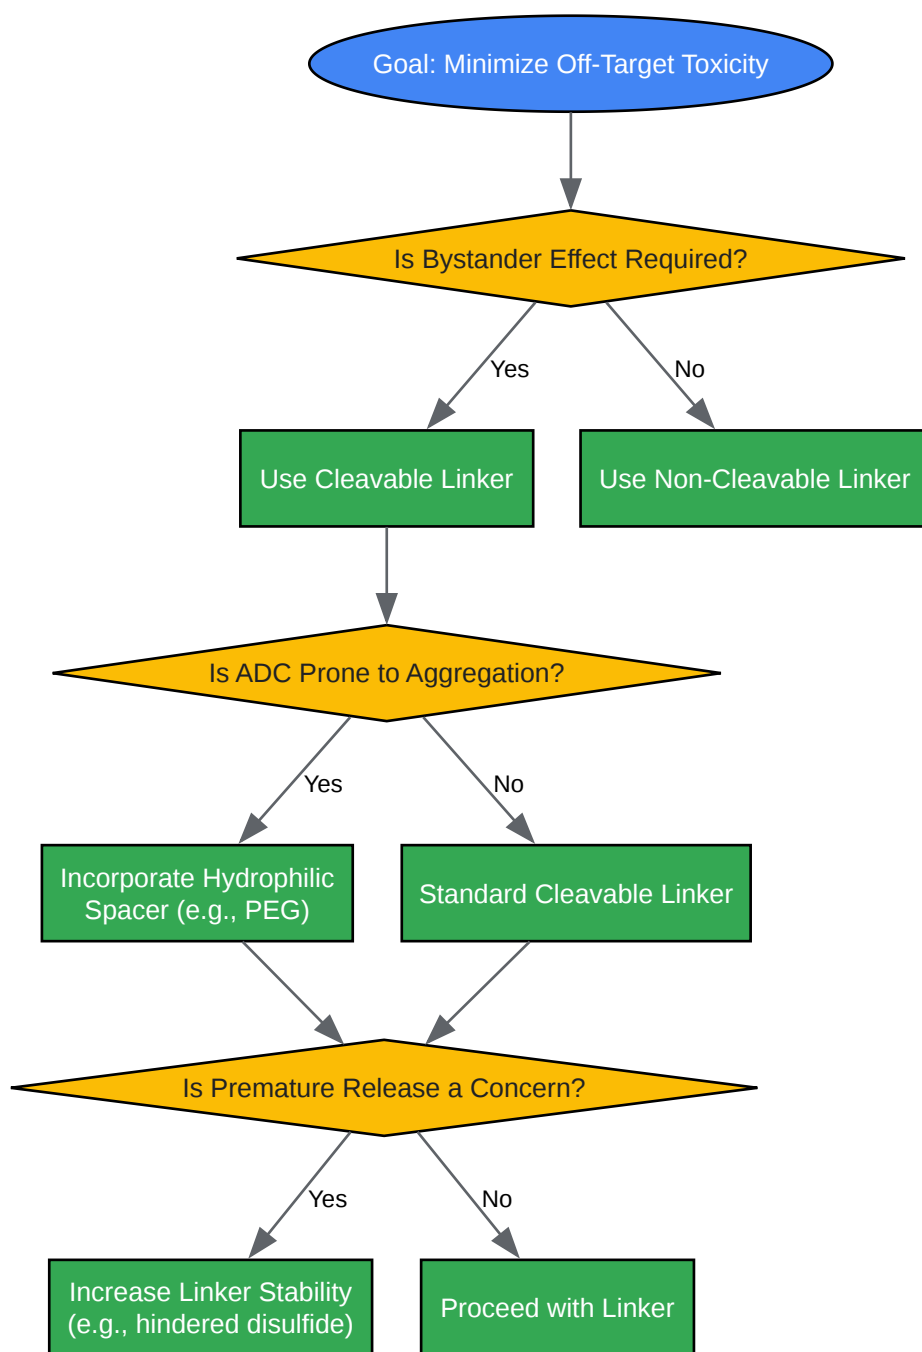 Goal: Minimize Off-Target Toxicity
Is Bystander Effect Required?
Yes
No
Use Cleavable Linker
Use Non-Cleavable Linker
Is ADC Prone to Aggregation?
Yes
No
Incorporate Hydrophilic
Spacer (e.g., PEG)
Standard Cleavable Linker
Is Premature Release a Concern?
Yes
No
Increase Linker Stability
(e.g., hindered disulfide)
Proceed with Linker